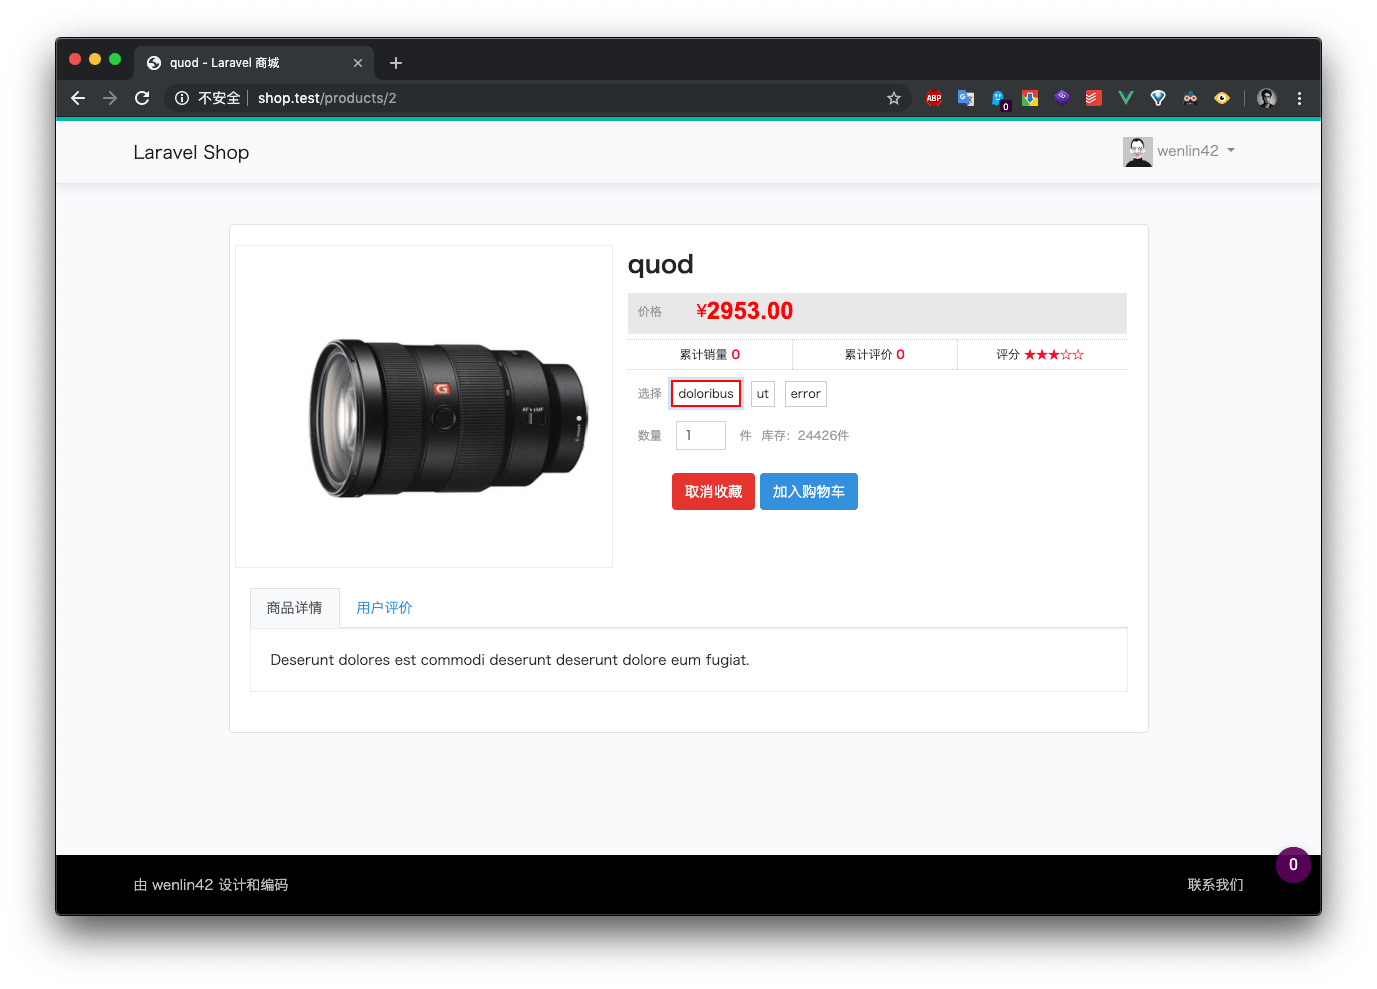 quod - Laravel 商城
不安全 shop.test/products/2
ABP
0
Laravel Shop
wenlin42
quod
价格 ¥2953.00
累计销量 0 累计评价 0 评分 ★★★☆☆
选择 doloribus ut error
数量 1 件 库存：24426件
取消收藏 加入购物车
G
AF MF
商品详情 用户评价
Deserunt dolores est commodi deserunt deserunt dolore eum fugiat.
0
由 wenlin42 设计和编码 联系我们